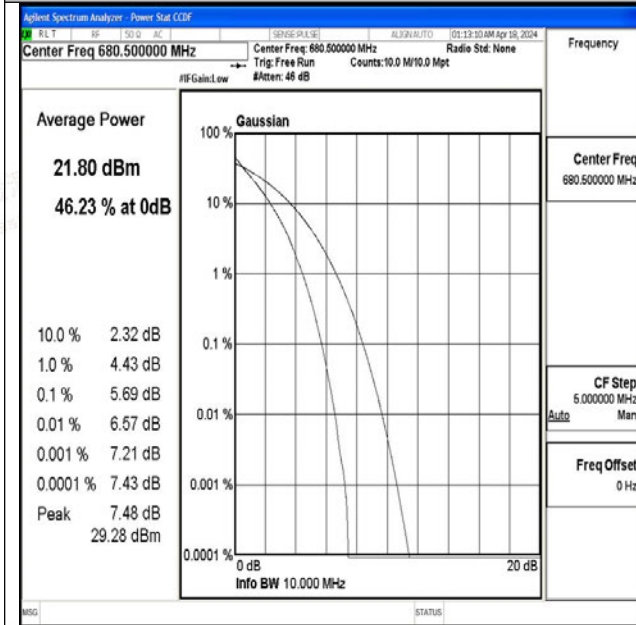 Agilent Spectrum Analyzer - Power Stat CCDF
RLT RF 50 Ω AC SENSE:PULSE ALIGNAUTO 01:13:10 AM Apr 18, 2024
Center Freq 680.500000 MHz
Center Freq: 680.500000 MHz Radio Std: None
Trig: Free Run Counts:10.0 M/10.0 Mpt
#IFGain:Low #Atten: 46 dB
Frequency
Average Power
21.80 dBm
46.23 % at 0dB
10.0 % 2.32 dB
1.0 % 4.43 dB
0.1 % 5.69 dB
0.01 % 6.57 dB
0.001 % 7.21 dB
0.0001 % 7.43 dB
Peak 7.48 dB
29.28 dBm
Gaussian
100 %
10 %
1 %
0.1 %
0.01 %
0.001 %
0.0001 %
0 dB 20 dB
Info BW 10.000 MHz
Center Freq
680.500000 MHz
CF Step
5.000000 MHz
Auto Man
Freq Offset
0 Hz
MSG STATUS